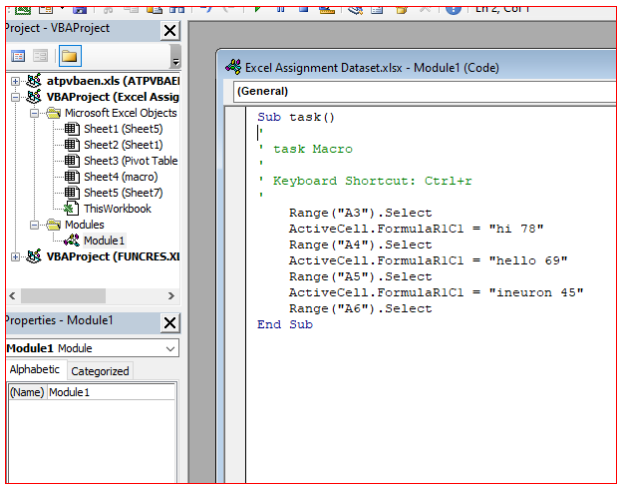 Ln 2, Col 1
Project - VBAProject
atpvbaen.xls (ATPVBAE
VBAProject (Excel Assig
Microsoft Excel Objects
Sheet1 (Sheet5)
Sheet2 (Sheet1)
Sheet3 (Pivot Table
Sheet4 (macro)
Sheet5 (Sheet7)
ThisWorkbook
Modules
Module1
VBAProject (FUNCRES.XL
Properties - Module1
Module1 Module
Alphabetic Categorized
(Name) Module1
Excel Assignment Dataset.xlsx - Module1 (Code)
(General)
Sub task()
'
' task Macro
'
' Keyboard Shortcut: Ctrl+r
'
Range("A3").Select
ActiveCell.FormulaR1C1 = "hi 78"
Range("A4").Select
ActiveCell.FormulaR1C1 = "hello 69"
Range("A5").Select
ActiveCell.FormulaR1C1 = "ineuron 45"
Range("A6").Select
End Sub